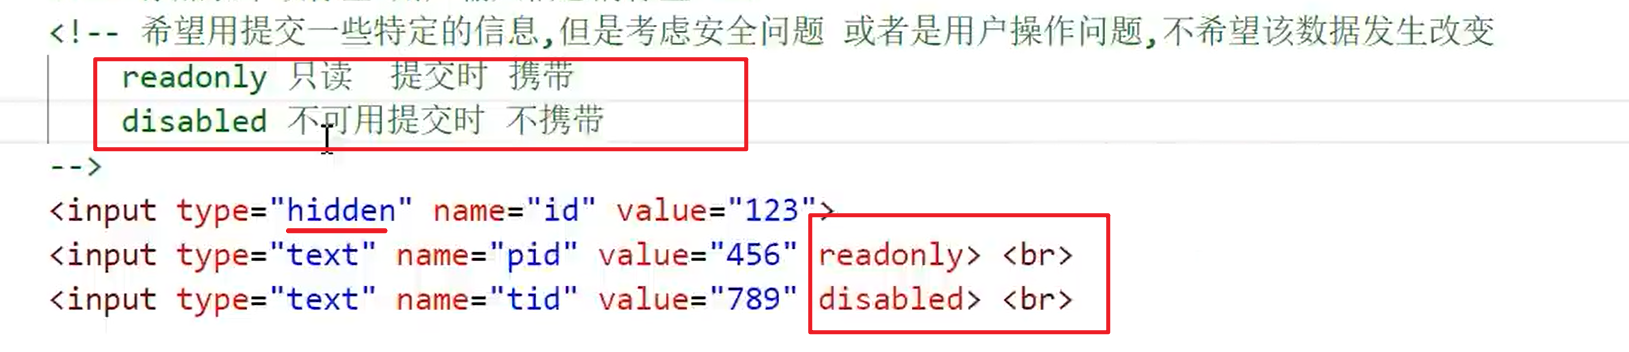 <!-- 希望用提交一些特定的信息,但是考虑安全问题 或者是用户操作问题,不希望该数据发生改变
readonly 只读 提交时 携带
disabled 不可用提交时 不携带
-->
<input type="hidden" name="id" value="123">
<input type="text" name="pid" value="456" readonly> <br>
<input type="text" name="tid" value="789" disabled> <br>